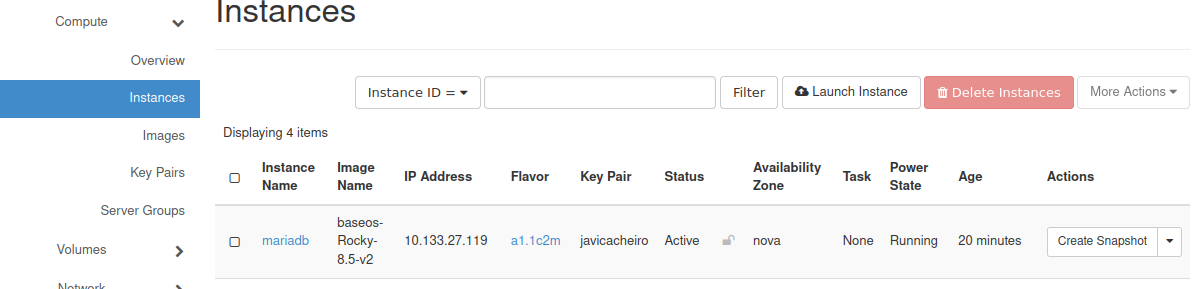 Instances
Compute
Overview
Instances
Images
Key Pairs
Server Groups
Volumes
Network
Instance ID =
Filter
Launch Instance
Delete Instances
More Actions
Displaying 4 items
Instance Name
Image Name
IP Address
Flavor
Key Pair
Status
Availability Zone
Task
Power State
Age
Actions
mariadb
baseos-
Rocky-
8.5-v2
10.133.27.119
a1.1c2m
javicacheiro
Active
nova
None
Running
20 minutes
Create Snapshot